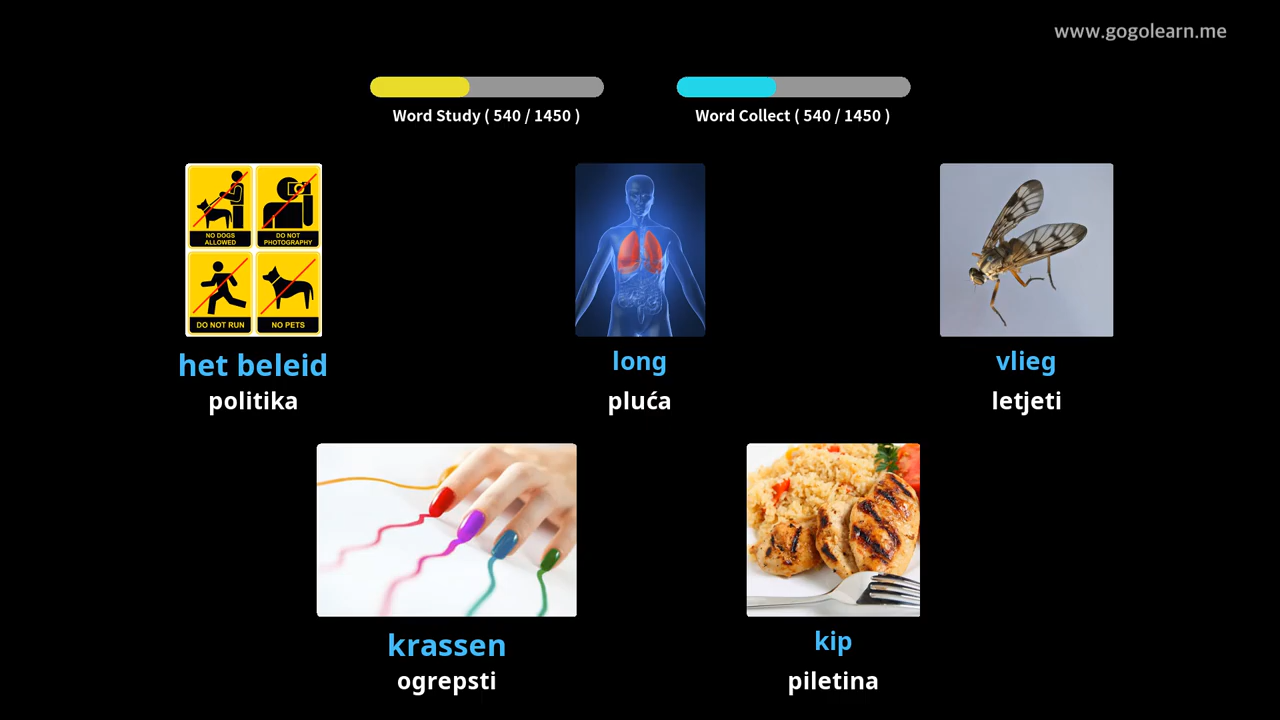 www.gogolearn.me
Word Study ( 540 / 1450 )
Word Collect ( 540 / 1450 )
NO DOGS
ALLOWED
DO NOT
PHOTOGRAPHY
DO NOT RUN
NO PETS
het beleid
politika
long
pluća
vlieg
letjeti
krassen
ogrepsti
kip
piletina